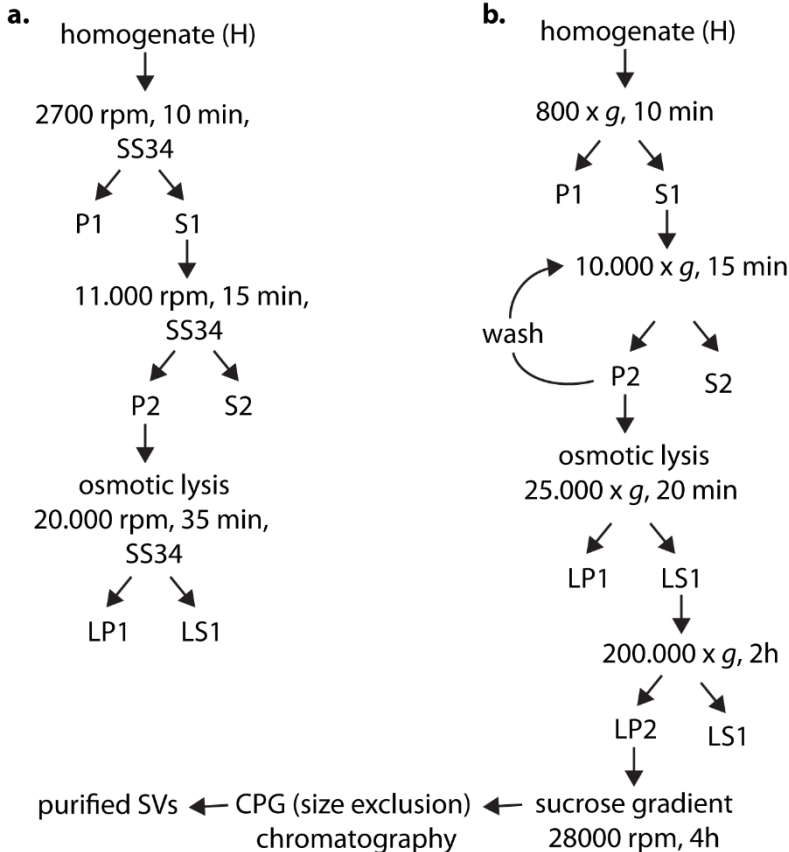 a.
homogenate (H)
2700 rpm, 10 min,
SS34
P1 S1
11.000 rpm, 15 min,
SS34
P2 S2
osmotic lysis
20.000 rpm, 35 min,
SS34
LP1 LS1
b.
homogenate (H)
800 x g, 10 min
P1 S1
10.000 x g, 15 min
wash
P2 S2
osmotic lysis
25.000 x g, 20 min
LP1 LS1
200.000 x g, 2h
LP2 LS1
sucrose gradient
28000 rpm, 4h
CPG (size exclusion)
chromatography
purified SVs